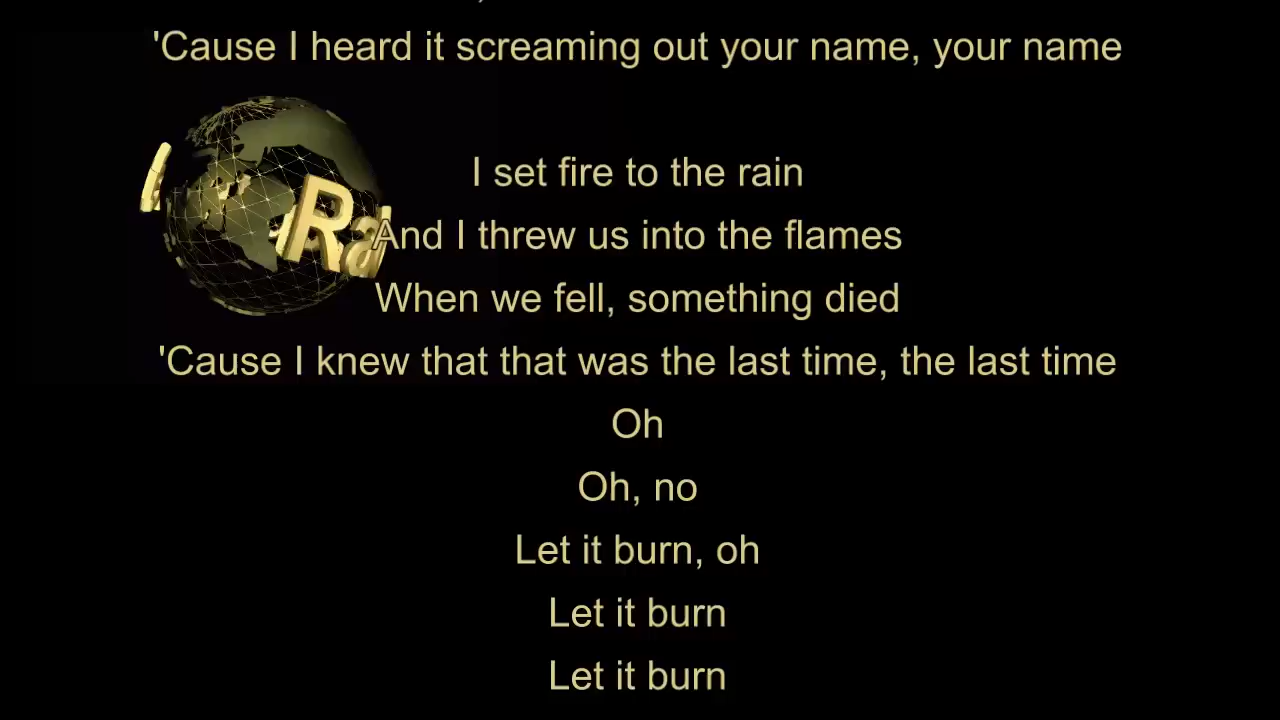 'Cause I heard it screaming out your name, your name
I set fire to the rain
And I threw us into the flames
When we fell, something died
'Cause I knew that that was the last time, the last time
Oh
Oh, no
Let it burn, oh
Let it burn
Let it burn